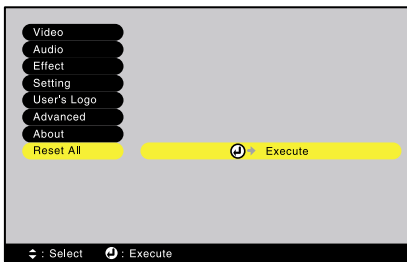 Video
Audio
Effect
Setting
User's Logo
Advanced
About
Reset All Execute
: Select : Execute